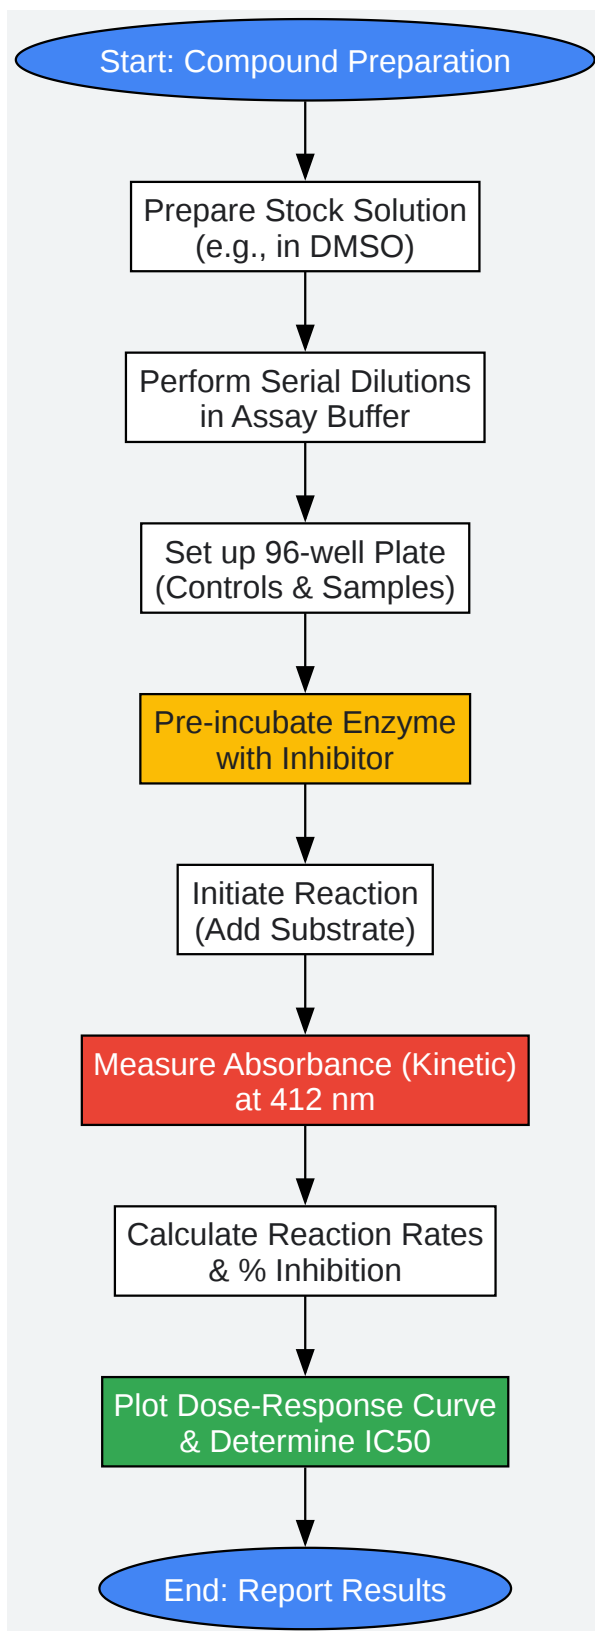 Start: Compound Preparation
Prepare Stock Solution
(e.g., in DMSO)
Perform Serial Dilutions
in Assay Buffer
Set up 96-well Plate
(Controls & Samples)
Pre-incubate Enzyme
with Inhibitor
Initiate Reaction
(Add Substrate)
Measure Absorbance (Kinetic)
at 412 nm
Calculate Reaction Rates
& % Inhibition
Plot Dose-Response Curve
& Determine IC50
End: Report Results